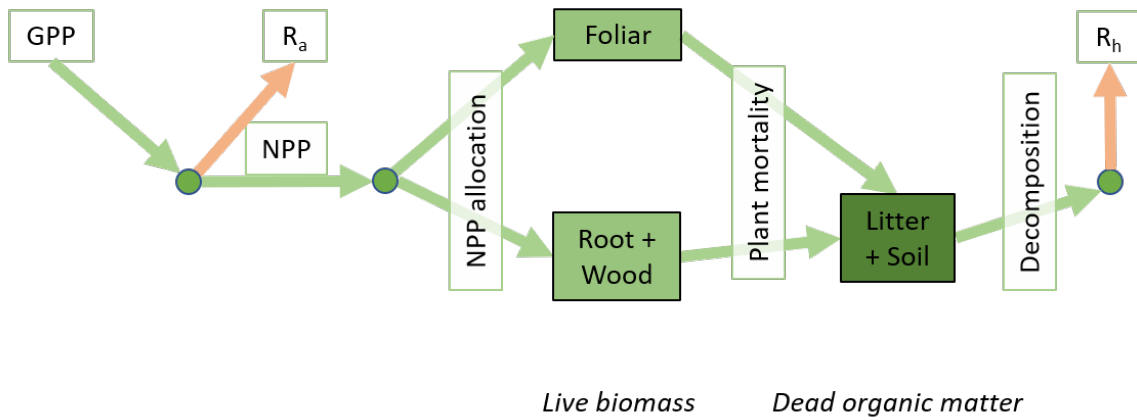 GPP
Rₐ
NPP
NPP allocation
Foliar
Root +
Wood
Plant mortality
Litter
+ Soil
Decomposition
Rₕ
Live biomass
Dead organic matter